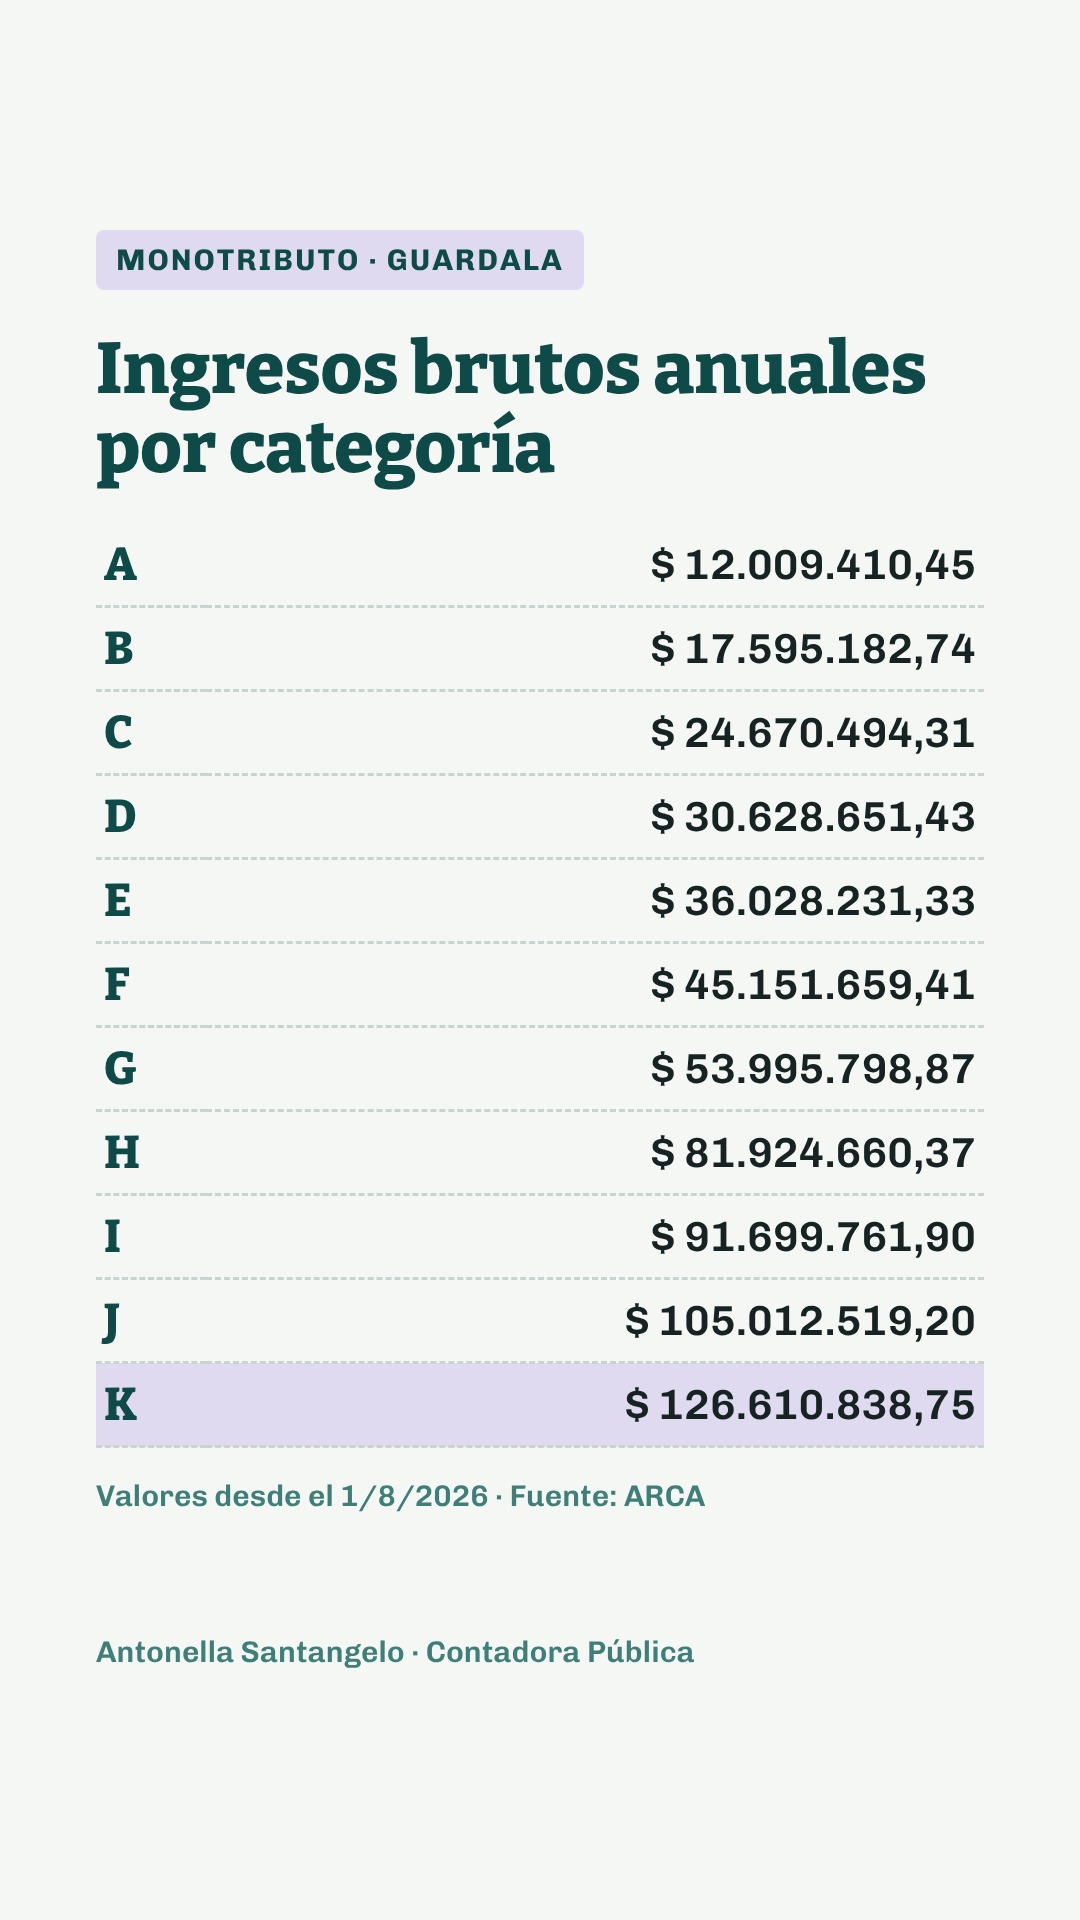 MONOTRIBUTO · GUARDALA
Ingresos brutos anuales
por categoría
A $ 12.009.410,45
B $ 17.595.182,74
C $ 24.670.494,31
D $ 30.628.651,43
E $ 36.028.231,33
F $ 45.151.659,41
G $ 53.995.798,87
H $ 81.924.660,37
I $ 91.699.761,90
J $ 105.012.519,20
K $ 126.610.838,75
Valores desde el 1/8/2026 · Fuente: ARCA
Antonella Santangelo · Contadora Pública